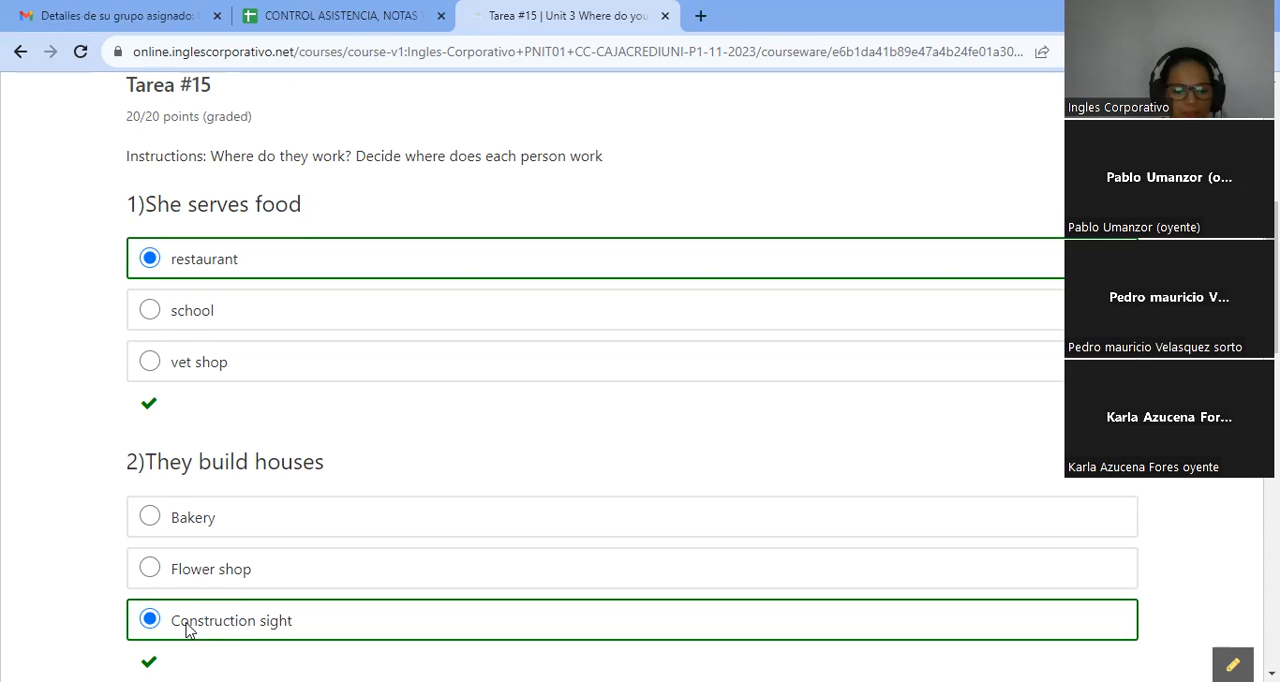 Detalles de su grupo asignado:
CONTROL ASISTENCIA, NOTAS
Tarea #15 | Unit 3 Where do you
online.inglescorporativo.net/courses/course-v1:Ingles-Corporativo+PNIT01+CC-CAJACREDIUNI-P1-11-2023/courseware/e6b1da41b89e47a4b24fe01a30...
Tarea #15
20/20 points (graded)
Instructions: Where do they work? Decide where does each person work
1)She serves food
restaurant
school
vet shop
2)They build houses
Bakery
Flower shop
Construction sight
Ingles Corporativo
Pablo Umanzor (o...
Pablo Umanzor (oyente)
Pedro mauricio V...
Pedro mauricio Velasquez sorto
Karla Azucena For...
Karla Azucena Fores oyente